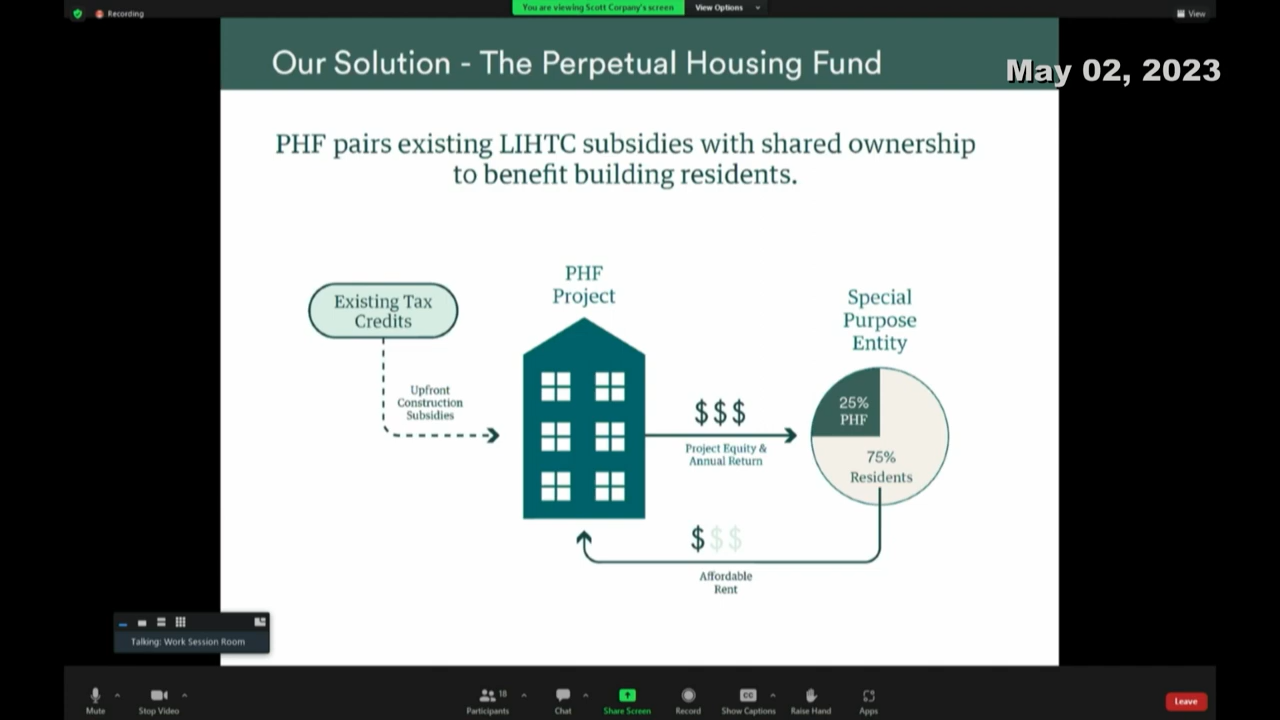 Recording
You are viewing Scott Corpany's screen
View Options
View
Our Solution - The Perpetual Housing Fund
May 02, 2023
PHF pairs existing LIHTC subsidies with shared ownership
to benefit building residents.
Existing Tax
Credits
Upfront
Construction
Subsidies
PHF
Project
$$$
Project Equity &
Annual Return
Special
Purpose
Entity
25%
PHF
75%
Residents
$$$
Affordable
Rent
Talking: Work Session Room
Mute
Stop Video
Participants
18
Chat
Share Screen
Record
CC
Show Captions
Raise Hand
Apps
Leave